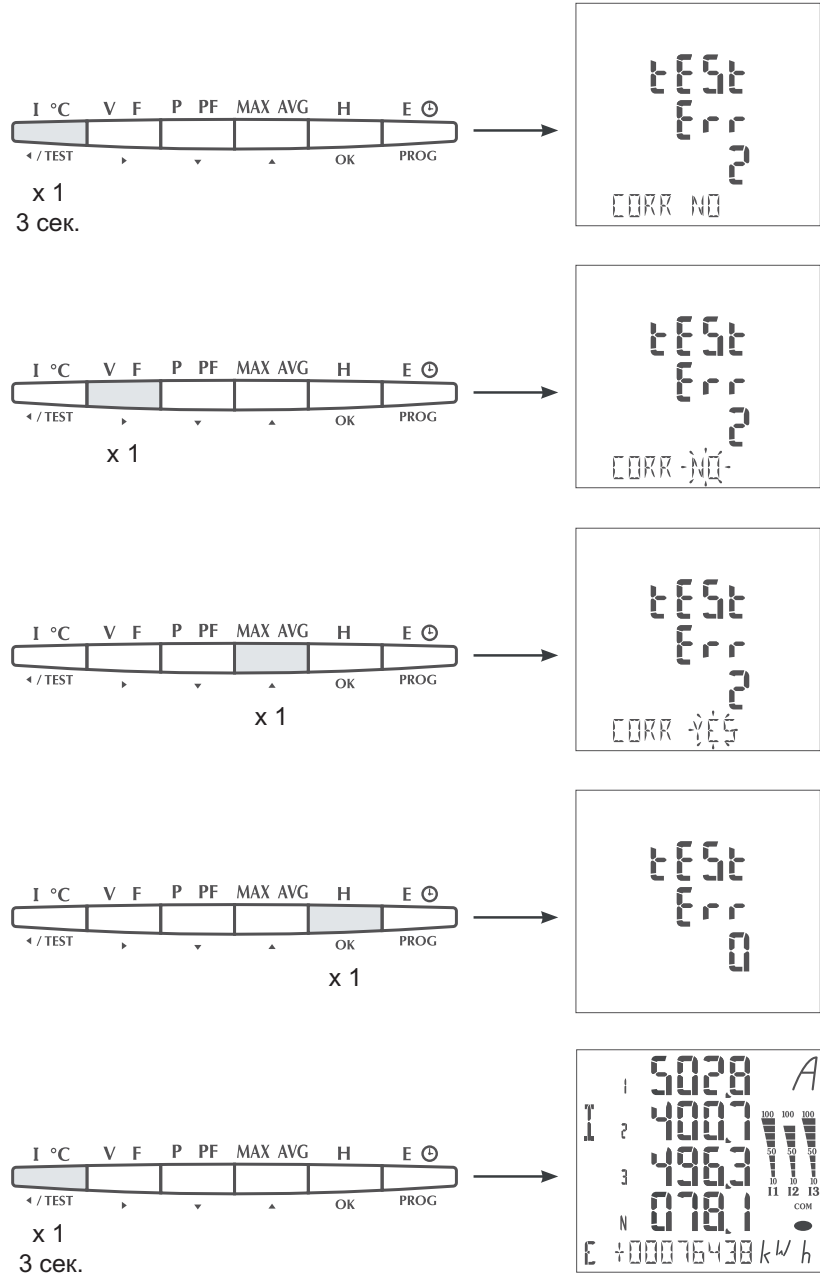 I °C V F P PF MAX AVG H E
/ TEST OK PROG
x 1
3 сек.
tESt
Err
2
CORR NO
I °C V F P PF MAX AVG H E
/ TEST OK PROG
x 1
tESt
Err
2
CORR NO
I °C V F P PF MAX AVG H E
/ TEST OK PROG
x 1
tESt
Err
2
CORR YES
I °C V F P PF MAX AVG H E
/ TEST OK PROG
x 1
tESt
Err
0
I °C V F P PF MAX AVG H E
/ TEST OK PROG
x 1
3 сек.
1 502.8 A
I 2 400.7
3 496.3
N 078.1
100 100 100
50 50 50
10 10 10
I1 I2 I3
COM
E +00076438 kW h